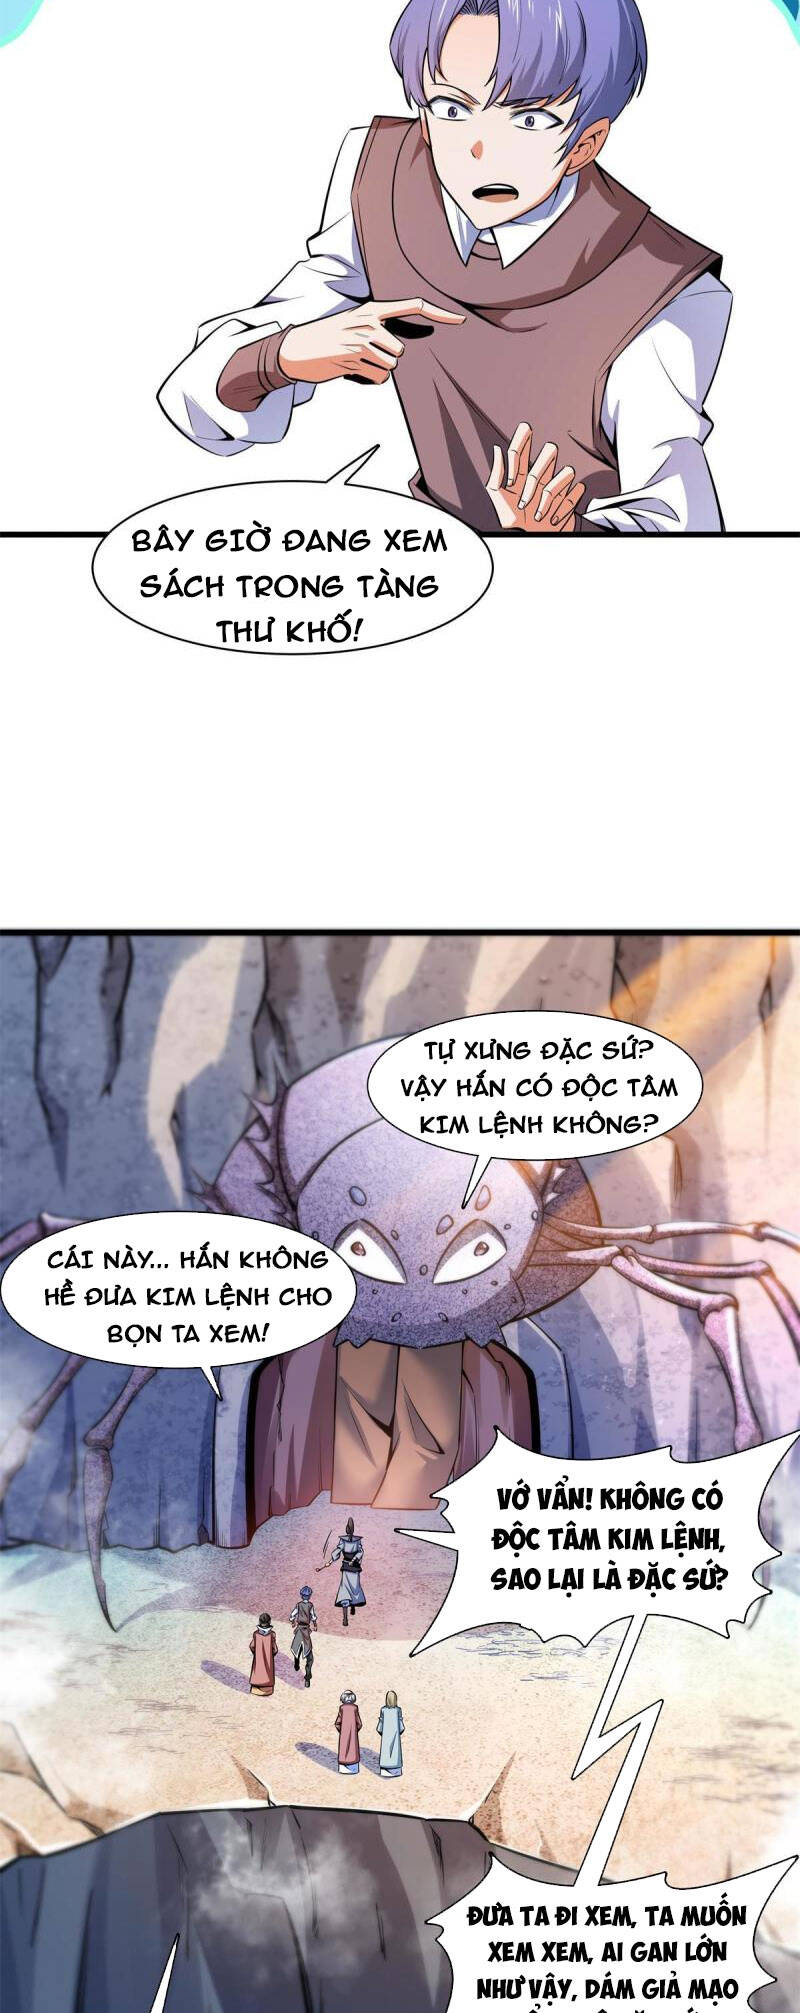 BÂY GIỜ ĐANG XEM
SÁCH TRONG TÀNG
THƯ KHỐ!
TỰ XƯNG ĐẶC SỨ?
VẬY HẮN CÓ ĐỘC TÂM
KIM LỆNH KHÔNG?
CÁI NÀY... HẮN KHÔNG
HỀ ĐƯA KIM LỆNH CHO
BỌN TA XEM!
VỚ VẨN! KHÔNG CÓ
ĐỘC TÂM KIM LỆNH,
SAO LẠI LÀ ĐẶC SỨ?
ĐƯA TA ĐI XEM, TA MUỐN
XEM XEM, AI GAN LỚN
NHƯ VẬY, DÁM GIẢ MẠO